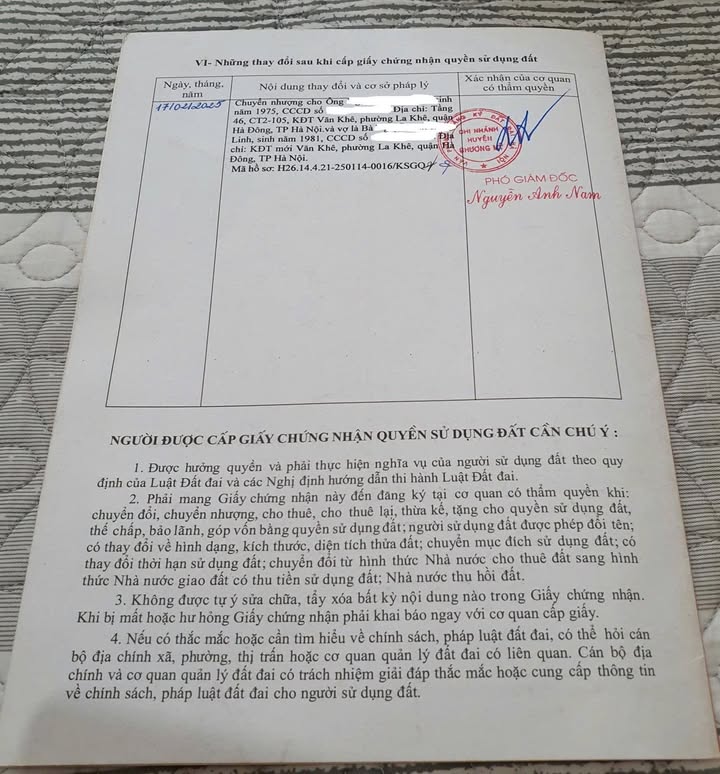 VI- Những thay đổi sau khi cấp giấy chứng nhận quyền sử dụng đất
Ngày, tháng, năm
Nội dung thay đổi và cơ sở pháp lý
Xác nhận của cơ quan có thẩm quyền
17/02/2025
Chuyển nhượng cho Ông
inh
năm 1975, CCCD số
Địa chỉ: Tầng
46, CT2-105, KĐT Văn Khê, phường La Khê, quận
Hà Đông, TP Hà Nội.và vợ là Bà
Linh, sinh năm 1981, CCCD số
Địa
chỉ: KĐT mới Văn Khê, phường La Khê, quận Hà
Đông, TP Hà Nội.
Mã hồ sơ: H26.14.4.21-250114-0016/KSGQ
CHI NHÁNH
HUYỆN
CHƯƠNG MỸ
PHÓ GIÁM ĐỐC
Nguyễn Anh Nam
NGƯỜI ĐƯỢC CẤP GIẤY CHỨNG NHẬN QUYỀN SỬ DỤNG ĐẤT CẦN CHÚ Ý :
1. Được hưởng quyền và phải thực hiện nghĩa vụ của người sử dụng đất theo quy
định của Luật Đất đai và các Nghị định hướng dẫn thi hành Luật Đất đai.
2. Phải mang Giấy chứng nhận này đến đăng ký tại cơ quan có thẩm quyền khi:
chuyển đổi, chuyển nhượng, cho thuê, cho thuê lại, thừa kế, tặng cho quyền sử dụng đất,
thế chấp, bảo lãnh, góp vốn bằng quyền sử dụng đất; người sử dụng đất được phép đổi tên;
có thay đổi về hình dạng, kích thước, diện tích thửa đất; chuyển mục đích sử dụng đất; có
thay đổi thời hạn sử dụng đất; chuyển đổi từ hình thức Nhà nước cho thuê đất sang hình
thức Nhà nước giao đất có thu tiền sử dụng đất; Nhà nước thu hồi đất.
3. Không được tự ý sửa chữa, tẩy xóa bất kỳ nội dung nào trong Giấy chứng nhận.
Khi bị mất hoặc hư hỏng Giấy chứng nhận phải khai báo ngay với cơ quan cấp giấy.
4. Nếu có thắc mắc hoặc cần tìm hiểu về chính sách, pháp luật đất đai, có thể hỏi cán
bộ địa chính xã, phường, thị trấn hoặc cơ quan quản lý đất đai có liên quan. Cán bộ địa
chính và cơ quan quản lý đất đai có trách nhiệm giải đáp thắc mắc hoặc cung cấp thông tin
về chính sách, pháp luật đất đai cho người sử dụng đất.